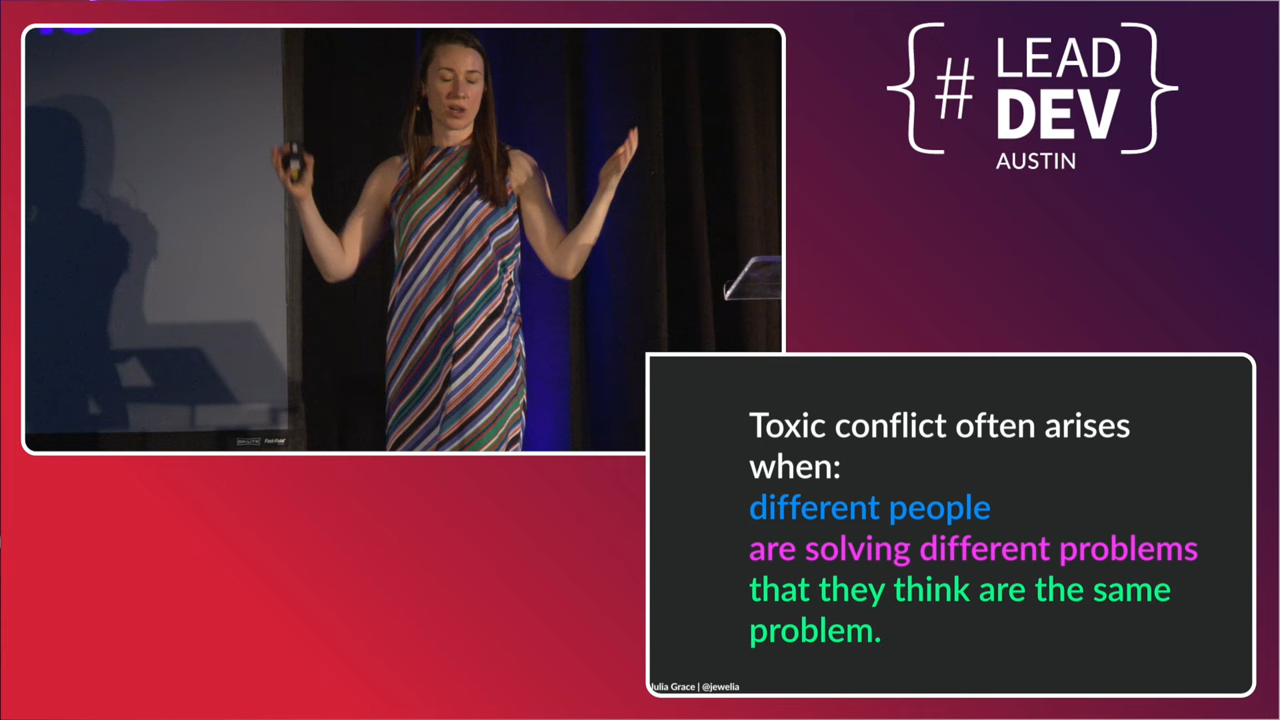 # LEAD
DEV
AUSTIN
Toxic conflict often arises
when:
different people
are solving different problems
that they think are the same
problem.
Julia Grace | @jewelia